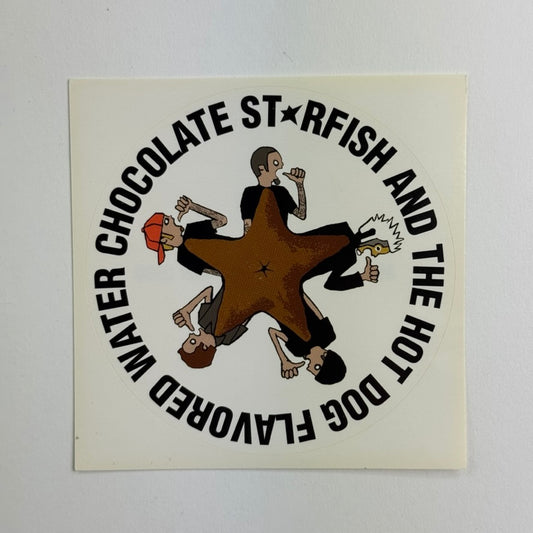 CHOCOLATE ST★RFISH AND THE HOT DOG FLAVORED WATER